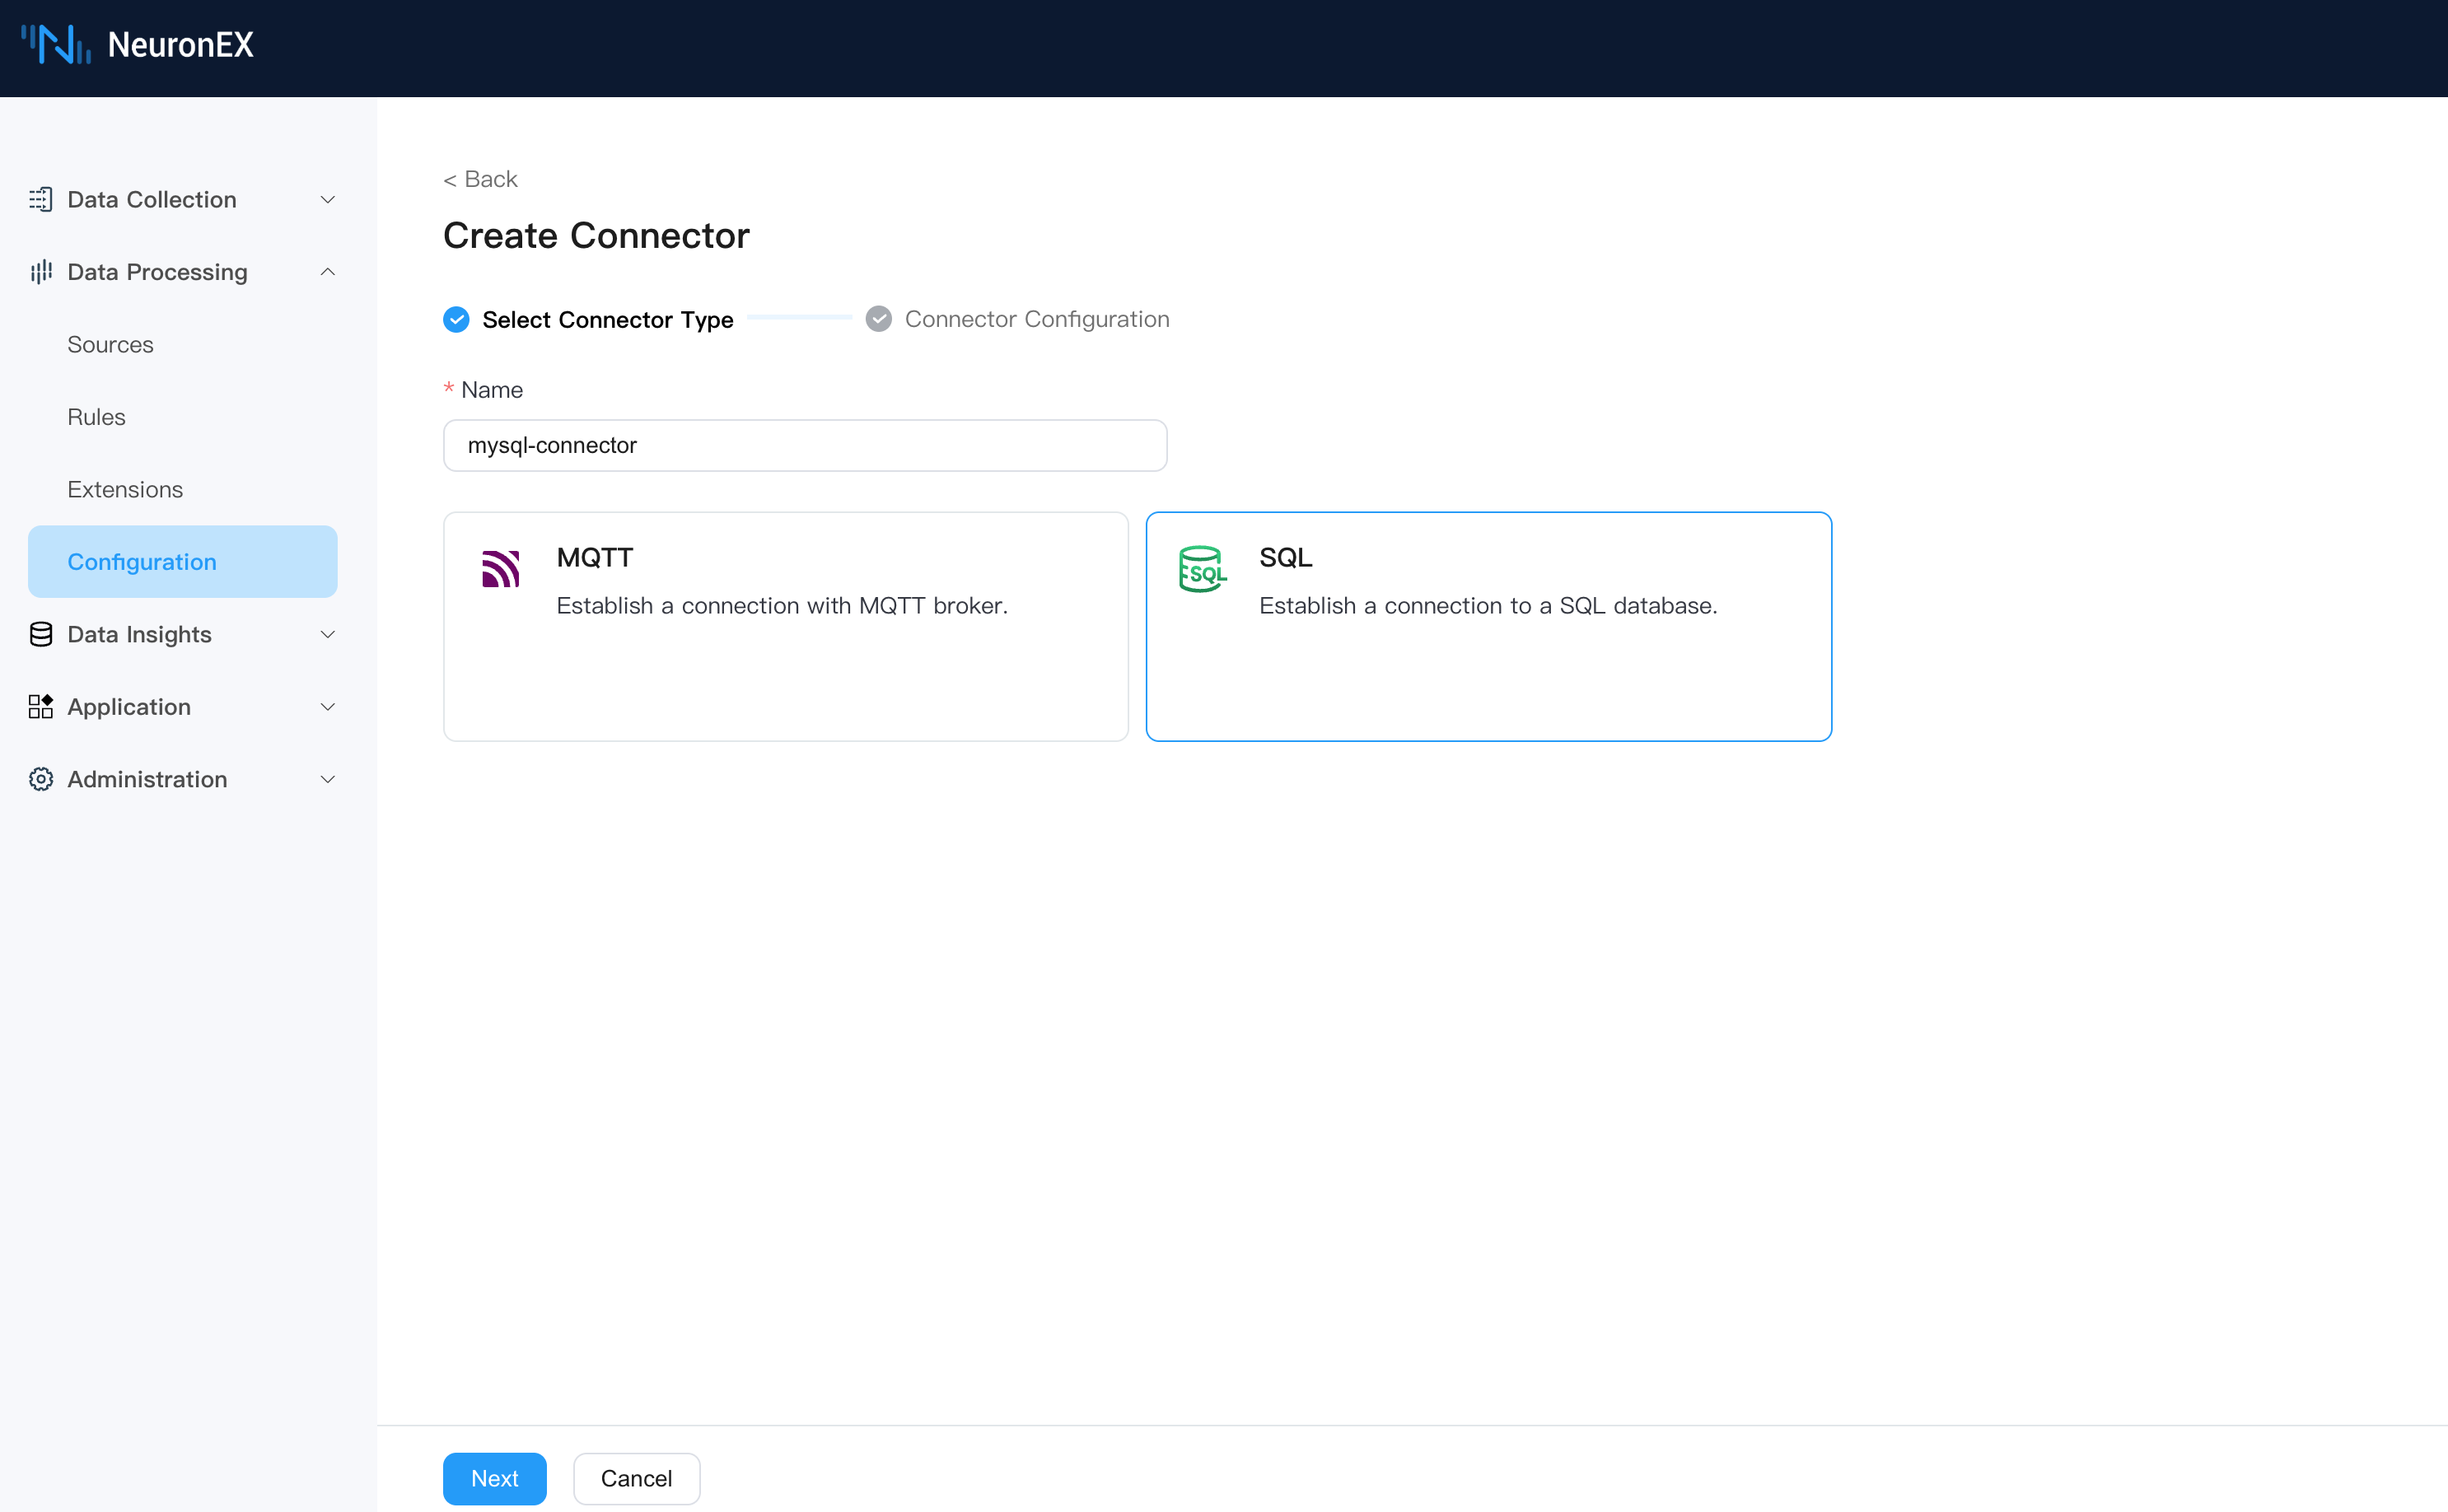 NeuronEX
Data Collection
Data Processing
Sources
Rules
Extensions
Configuration
Data Insights
Application
Administration
< Back
Create Connector
Select Connector Type
Connector Configuration
* Name
mysql-connector
MQTT
Establish a connection with MQTT broker.
SQL
SQL
Establish a connection to a SQL database.
Next
Cancel